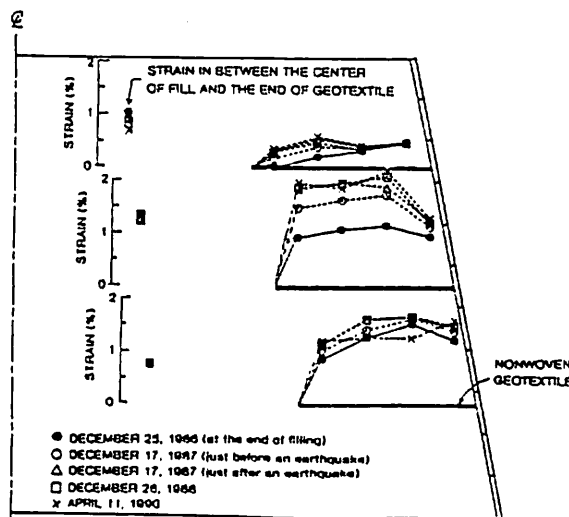 ℄
STRAIN IN BETWEEN THE CENTER
OF FILL AND THE END OF GEOTEXTILE
STRAIN (%)
2
1
0
STRAIN (%)
2
1
0
STRAIN (%)
2
1
0
NONWOVEN
GEOTEXTILE
● DECEMBER 25, 1986 (at the end of filling)
○ DECEMBER 17, 1987 (just before an earthquake)
△ DECEMBER 17, 1987 (just after an earthquake)
□ DECEMBER 26, 1988
× APRIL 11, 1990